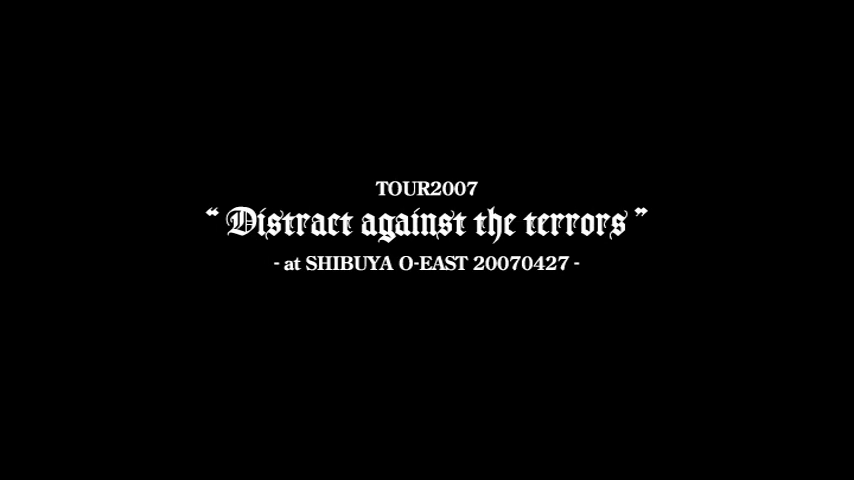 TOUR2007
“ Distract against the terrors ”
- at SHIBUYA O-EAST 20070427 -